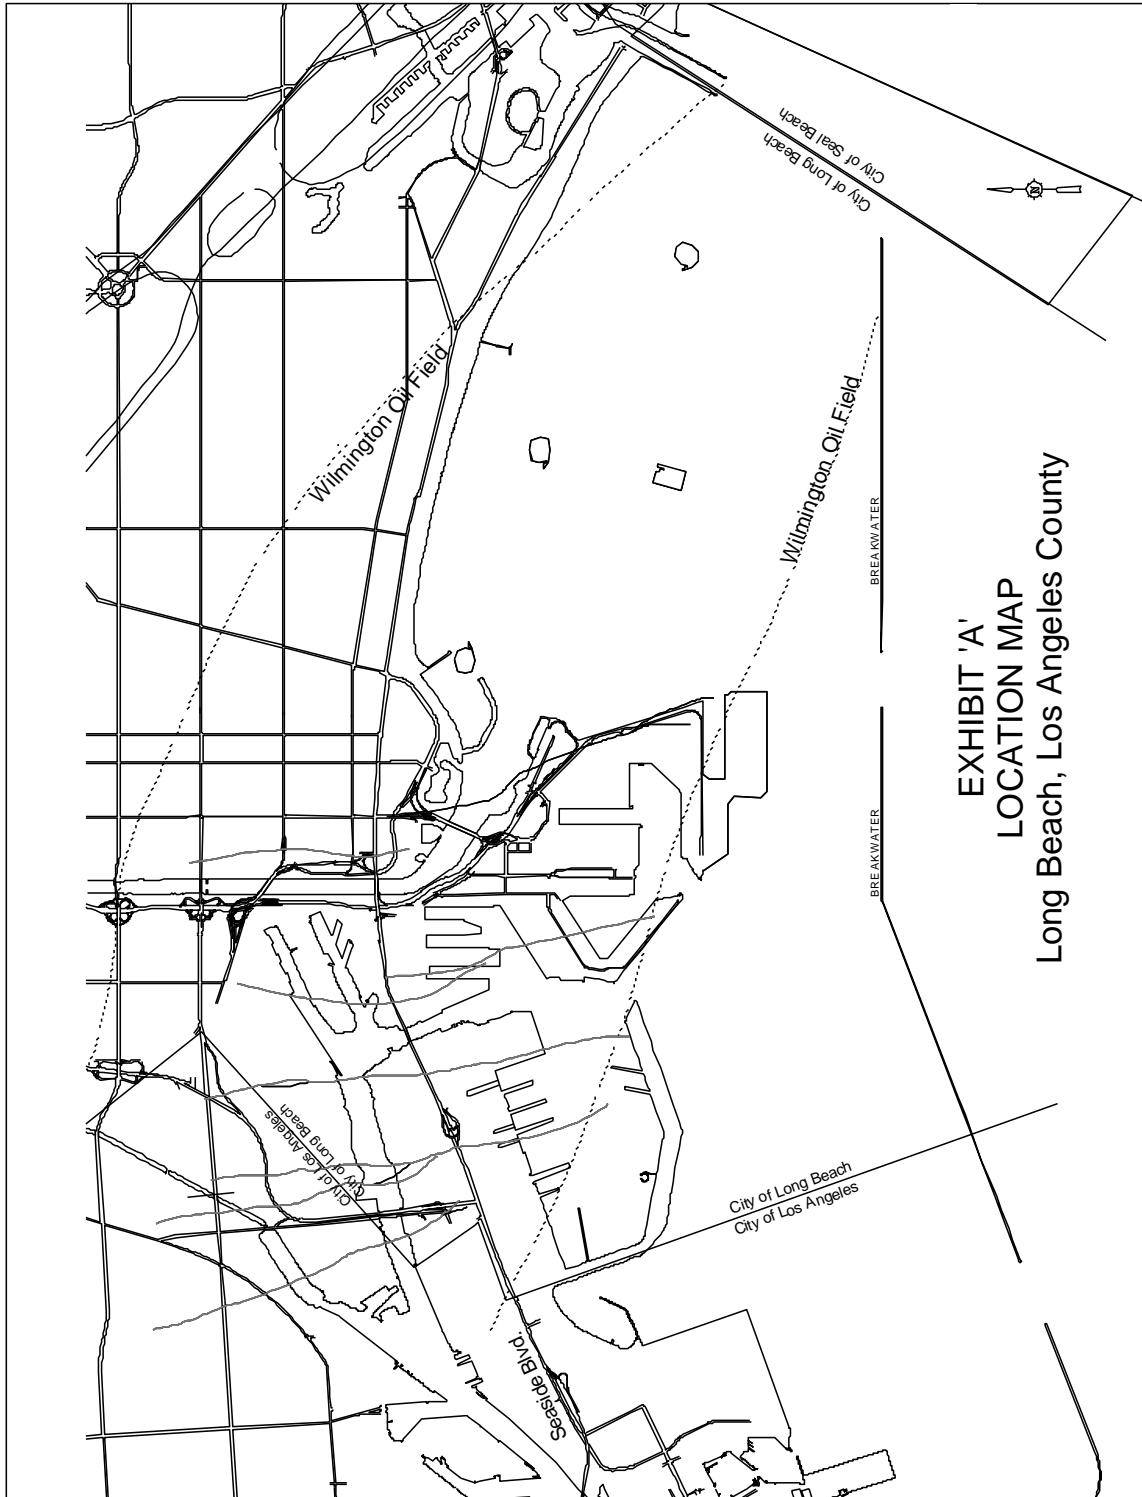 City of Seal Beach
City of Long Beach
N
Wilmington Oil Field
Wilmington Oil Field
BREAKWATER
BREAKWATER
City of Los Angeles
City of Long Beach
City of Long Beach
City of Los Angeles
Seaside Blvd.
EXHIBIT 'A'
LOCATION MAP
Long Beach, Los Angeles County